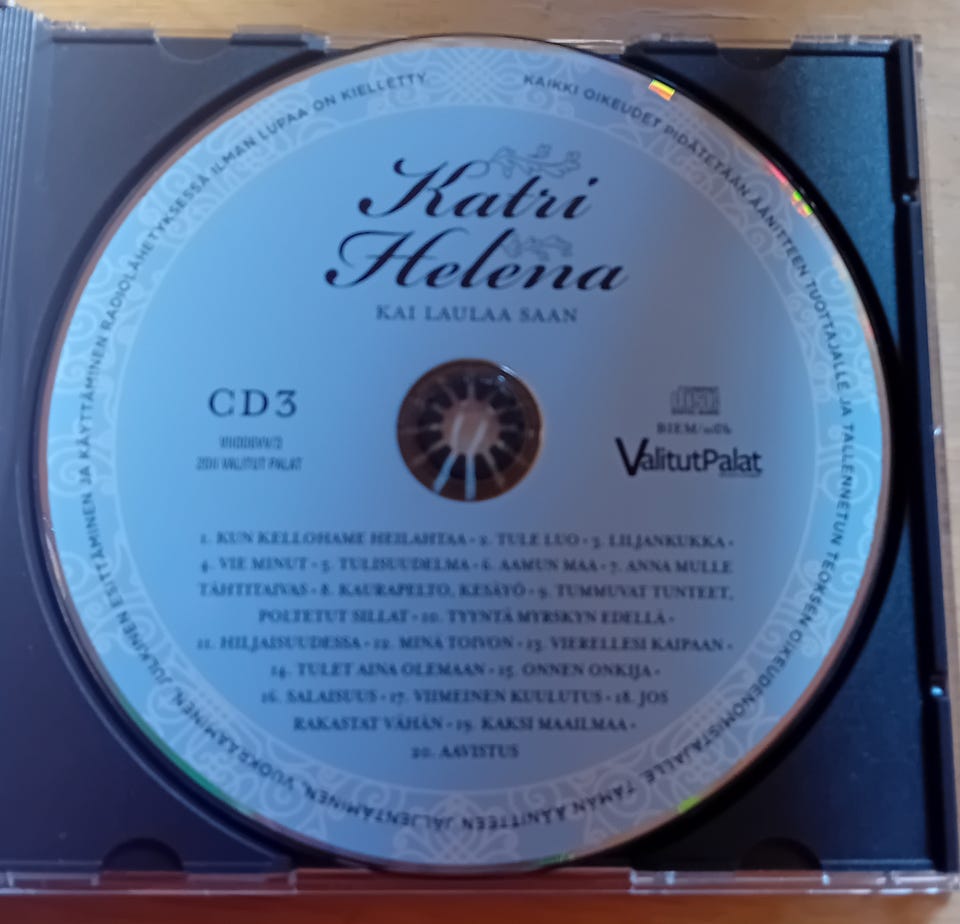 KAIKKI OIKEUDET PIDÄTETÄÄN ÄÄNITTEEN TUOTTAJALLE JA TALLENNETUN TEOKSEN OIKEUDENOMISTAJALLE. TÄMÄN ÄÄNITTEEN JÄLJENTÄMINEN, VUOKRAAMINEN, JULKINEN ESITTÄMINEN JA KÄYTTÄMINEN RADIOLÄHETYKSESSÄ ILMAN LUPAA ON KIELLETTY
Katri
Helena
KAI LAULAA SAAN
CD3
2011 VALITUT PALAT
BIEM/ncb
ValitutPalat
1. KUN KELLOHAME HEILAHTAA • 2. TULE LUO • 3. LILJANKUKKA •
4. VIE MINUT • 5. TULISUUDELMA • 6. AAMUN MAA • 7. ANNA MULLE
TÄHTITAIVAS • 8. KAURAPELTO, KESÄYÖ • 9. TUMMUVAT TUNTEET,
POLTETUT SILLAT • 10. TYYNTÄ MYRSKYN EDELLÄ •
11. HILJAISUUDESSA • 12. MINÄ TOIVON • 13. VIERELLESI KAIPAAN •
14. TULET AINA OLEMAAN • 15. ONNEN ONKIJA •
16. SALAISUUS • 17. VIIMEINEN KUULUTUS • 18. JOS
RAKASTAT VÄHÄN • 19. KAKSI MAAILMAA •
20. AAVISTUS